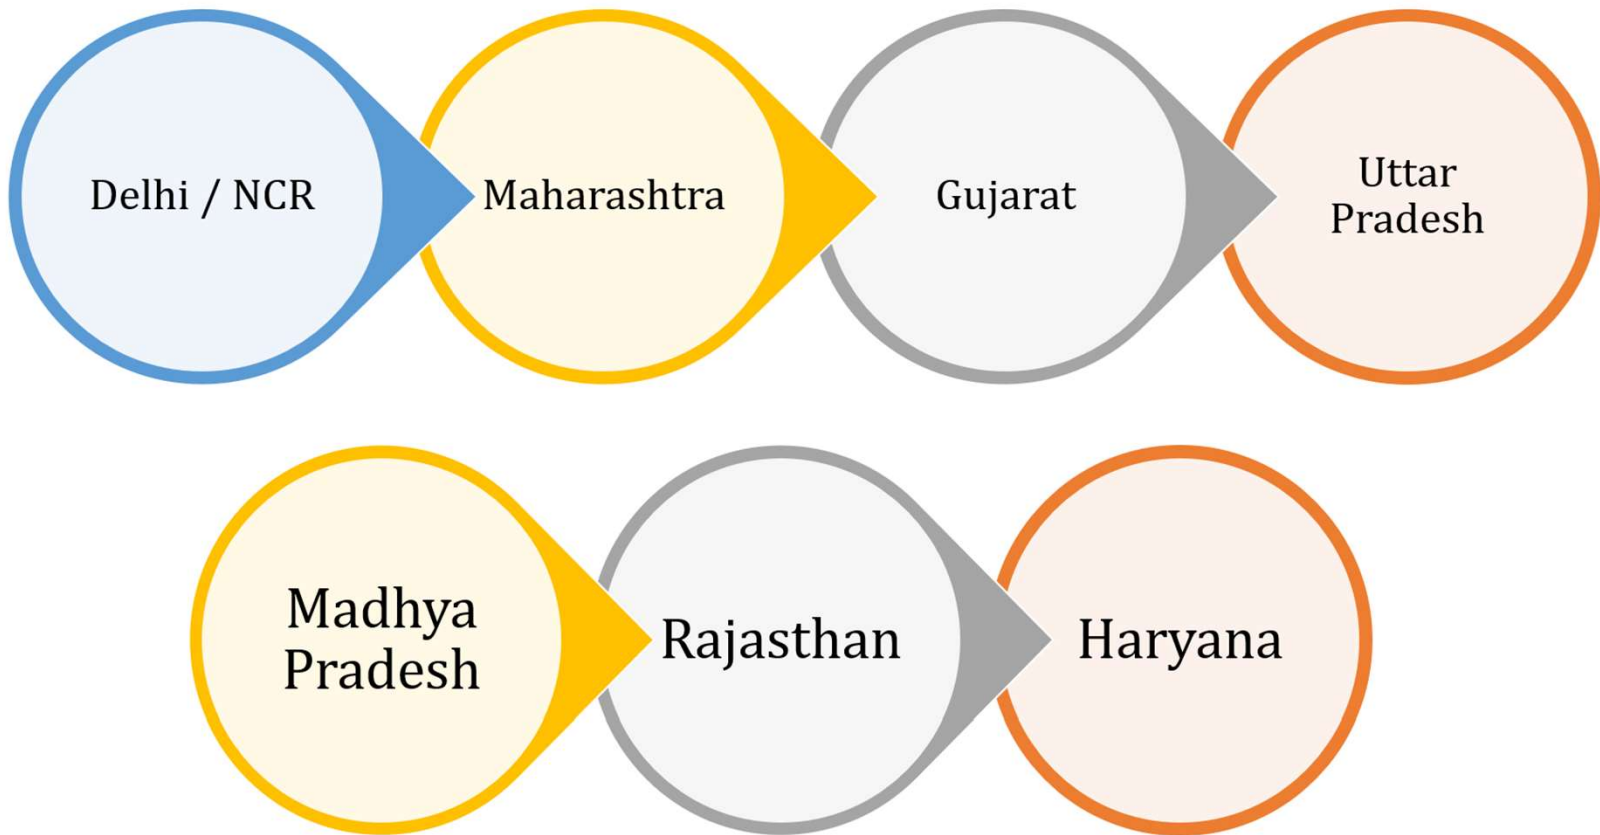 Delhi / NCR
Maharashtra
Gujarat
Uttar
Pradesh
Madhya
Pradesh
Rajasthan
Haryana